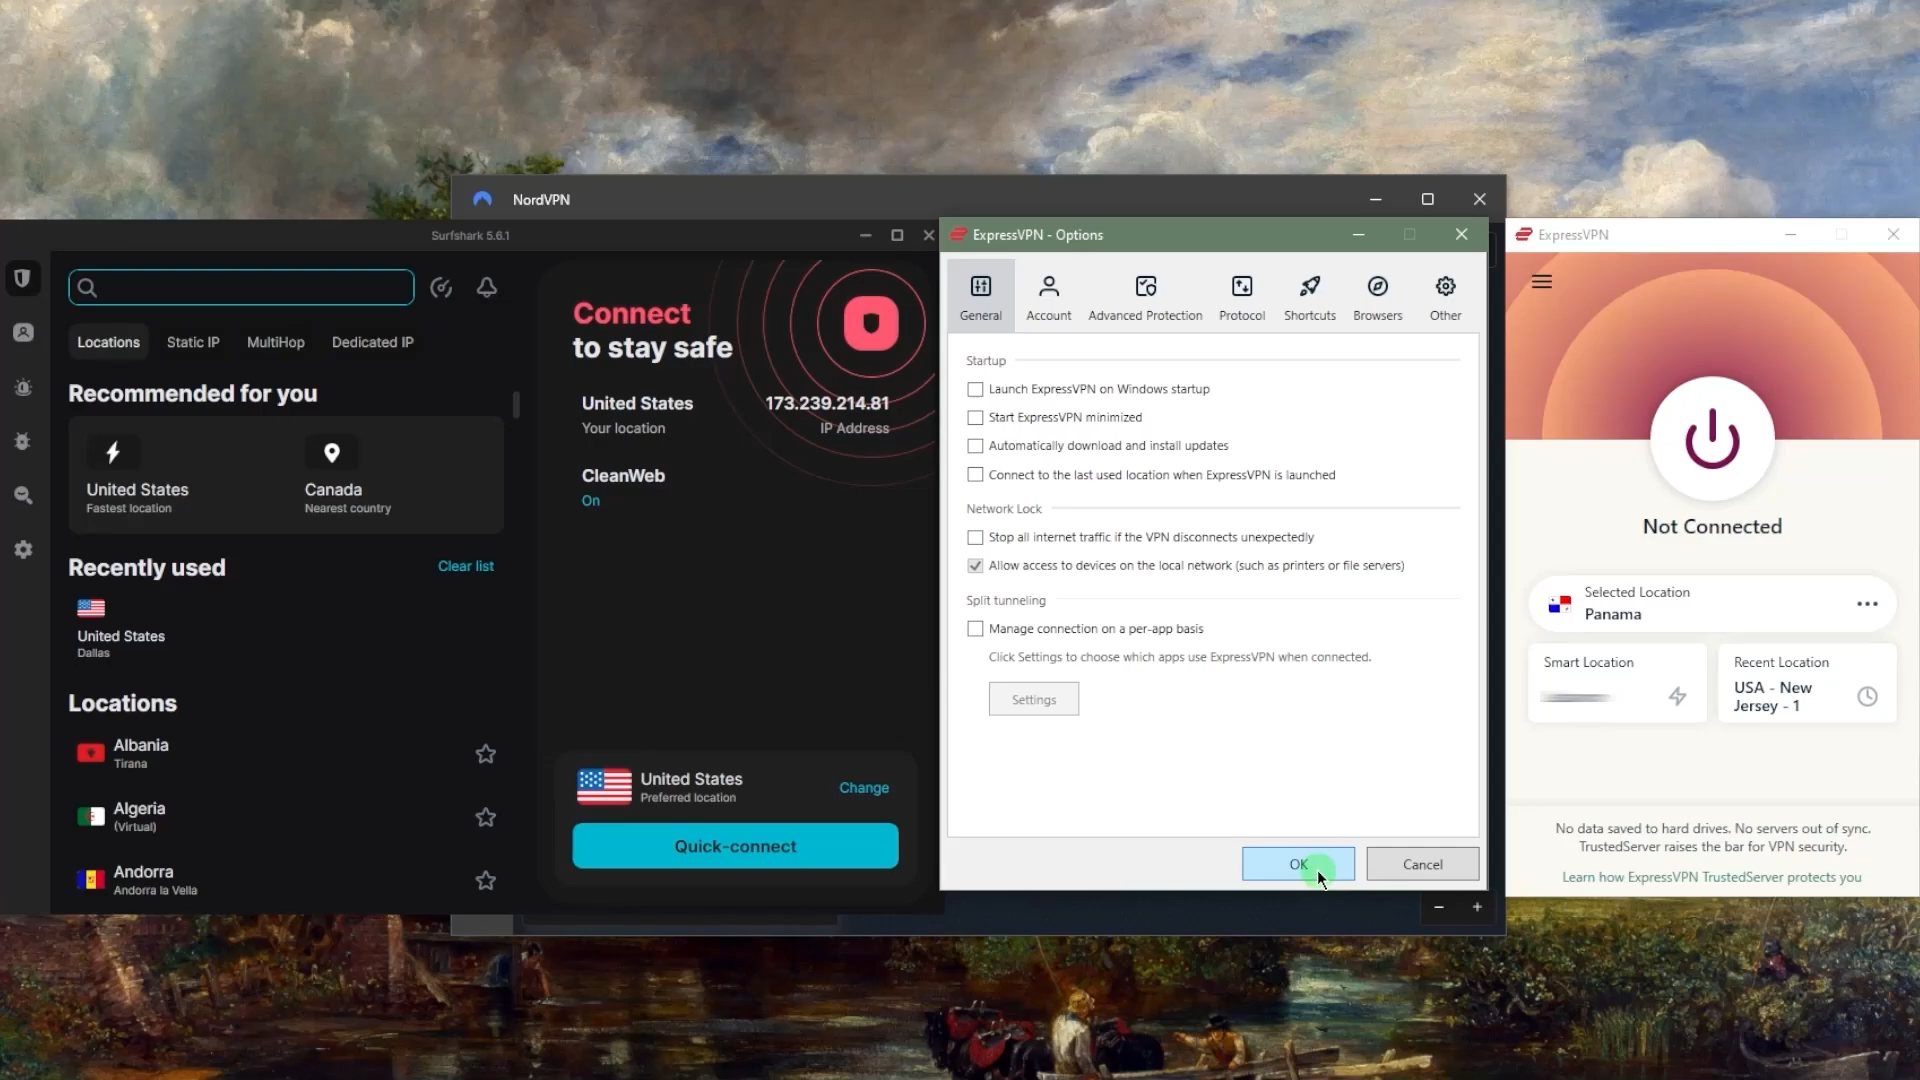 NordVPN
Surfshark 5.6.1
Locations
Static IP
MultiHop
Dedicated IP
Recommended for you
United States
Fastest location
Canada
Nearest country
Recently used
Clear list
United States
Dallas
Locations
Albania
Tirana
Algeria
(Virtual)
Andorra
Andorra la Vella
Connect
to stay safe
United States
Your location
173.239.214.81
IP Address
CleanWeb
On
United States
Preferred location
Change
Quick-connect
ExpressVPN - Options
General
Account
Advanced Protection
Protocol
Shortcuts
Browsers
Other
Startup
Launch ExpressVPN on Windows startup
Start ExpressVPN minimized
Automatically download and install updates
Connect to the last used location when ExpressVPN is launched
Network Lock
Stop all internet traffic if the VPN disconnects unexpectedly
Allow access to devices on the local network (such as printers or file servers)
Split tunneling
Manage connection on a per-app basis
Click Settings to choose which apps use ExpressVPN when connected.
Settings
OK
Cancel
ExpressVPN
Not Connected
Selected Location
Panama
Smart Location
Recent Location
USA - New
Jersey - 1
No data saved to hard drives. No servers out of sync.
TrustedServer raises the bar for VPN security.
Learn how ExpressVPN TrustedServer protects you